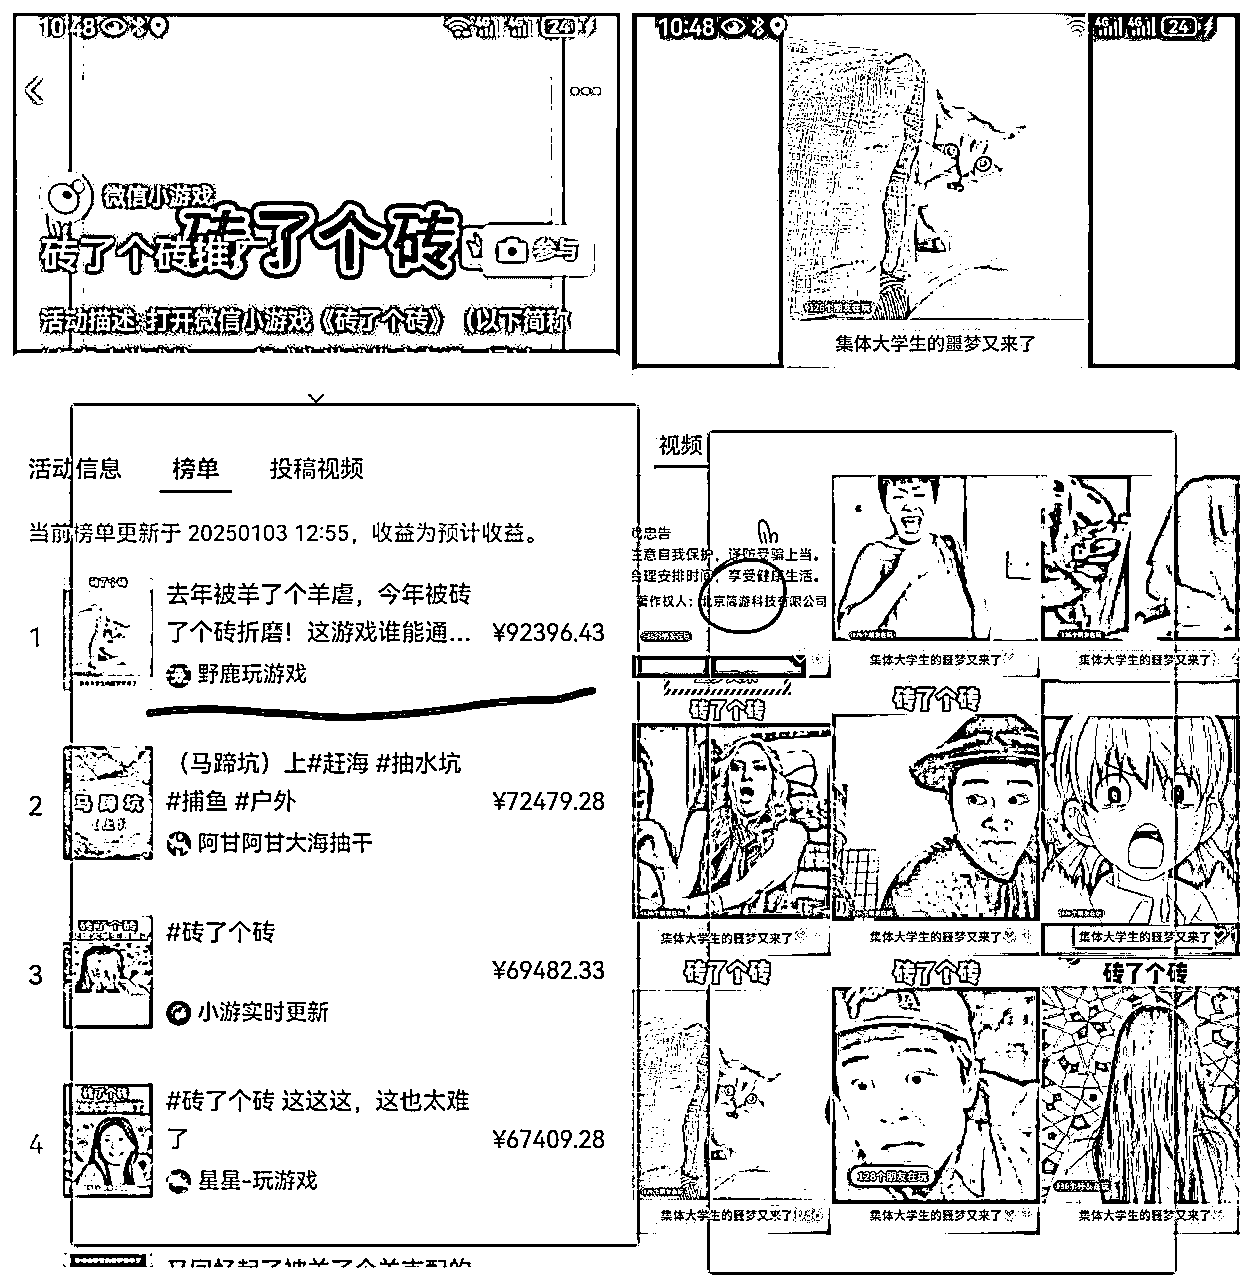 10:48
24
微信小游戏
砖了个砖
砖了个砖推广
参与
活动描述: 打开微信小游戏《砖了个砖》（以下简称
10:48
24
集体大学生的噩梦又来了
活动信息
榜单
投稿视频
当前榜单更新于 20250103 12:55，收益为预计收益。
1
去年被羊了个羊虐，今年被砖
了个砖折磨！这游戏谁能通...
¥92396.43
野鹿玩游戏
2
（马蹄坑）上#赶海 #抽水坑
#捕鱼 #户外
¥72479.28
阿甘阿甘大海抽干
马蹄坑
（上）
3
#砖了个砖
¥69482.33
小游实时更新
4
#砖了个砖 这这这，这也太难
了
¥67409.28
星星-玩游戏
视频
忠告
注意自我保护，谨防受骗上当。
合理安排时间，享受健康生活。
著作权人：北京简游科技有限公司
集体大学生的噩梦又来了
集体大学生的噩梦又来了
砖了个砖
砖了个砖
集体大学生的噩梦又来了
集体大学生的噩梦又来了
集体大学生的噩梦又来了
砖了个砖
砖了个砖
砖了个砖
128个朋友在玩
集体大学生的噩梦又来了
集体大学生的噩梦又来了
集体大学生的噩梦又来了